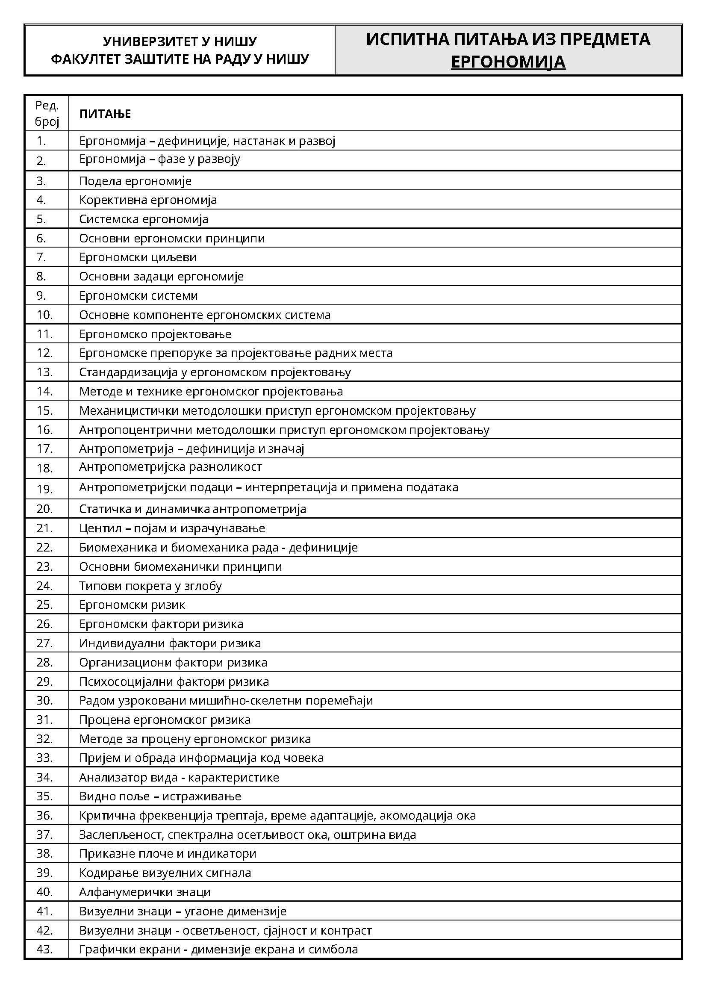 УНИВЕРЗИТЕТ У НИШУ
ФАКУЛТЕТ ЗАШТИТЕ НА РАДУ У НИШУ
ИСПИТНА ПИТАЊА ИЗ ПРЕДМЕТА
ЕРГОНОМИЈА
Ред. број
ПИТАЊЕ
1. Ергономија – дефиниције, настанак и развој
2. Ергономија – фазе у развоју
3. Подела ергономије
4. Корективна ергономија
5. Системска ергономија
6. Основни ергономски принципи
7. Ергономски циљеви
8. Основни задаци ергономије
9. Ергономски системи
10. Основне компоненте ергономских система
11. Ергономско пројектовање
12. Ергономске препоруке за пројектовање радних места
13. Стандардизација у ергономском пројектовању
14. Методе и технике ергономског пројектовања
15. Механицистички методолошки приступ ергономском пројектовању
16. Антропоцентрични методолошки приступ ергономском пројектовању
17. Антропометрија – дефиниција и значај
18. Антропометријска разноликост
19. Антропометријски подаци – интерпретација и примена података
20. Статичка и динамичка антропометрија
21. Центил – појам и израчунавање
22. Биомеханика и биомеханика рада - дефиниције
23. Основни биомеханички принципи
24. Типови покрета у зглобу
25. Ергономски ризик
26. Ергономски фактори ризика
27. Индивидуални фактори ризика
28. Организациони фактори ризика
29. Психосоцијални фактори ризика
30. Радом узроковани мишићно-скелетни поремећаји
31. Процена ергономског ризика
32. Методе за процену ергономског ризика
33. Пријем и обрада информација код човека
34. Анализатор вида - карактеристике
35. Видно поље – истраживање
36. Критична фреквенција трептаја, време адаптације, акомодација ока
37. Заслепљеност, спектрална осетљивост ока, оштрина вида
38. Приказне плоче и индикатори
39. Кодирање визуелних сигнала
40. Алфанумерички знаци
41. Визуелни знаци – угаоне димензије
42. Визуелни знаци - осветљеност, сјајност и контраст
43. Графички екрани - димензије екрана и симбола